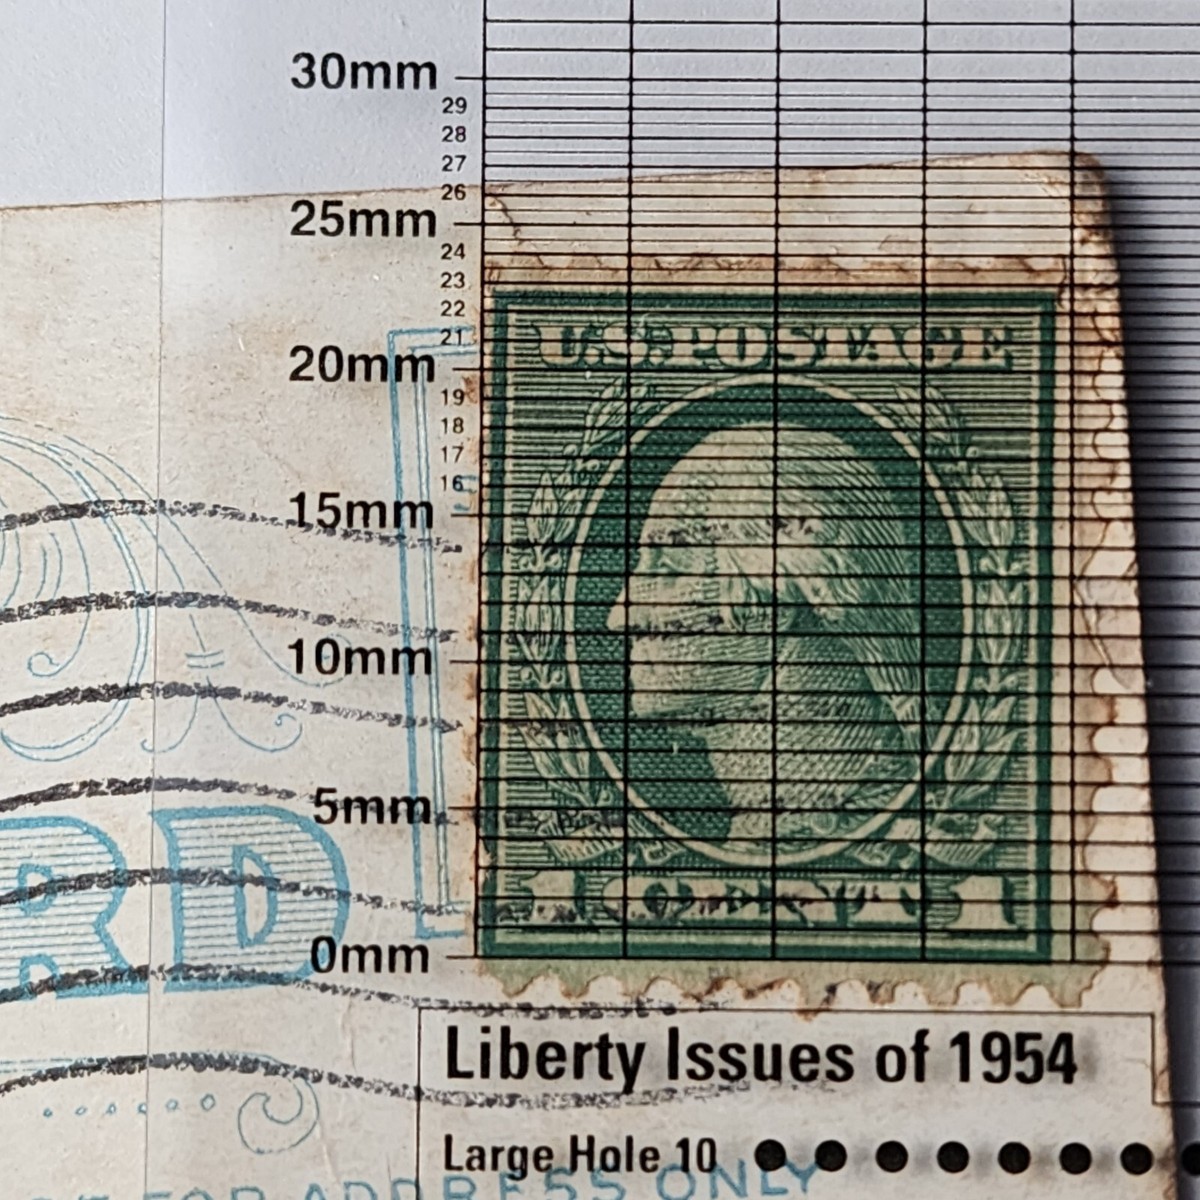 30mm
29
28
27
26
25mm
24
23
22
21
20mm
19
18
17
16
15mm
10mm
5mm
0mm
U.S. POSTAGE
1 CENT 1
RD
Liberty Issues of 1954
Large Hole 10
FOR ADDRESS ONLY